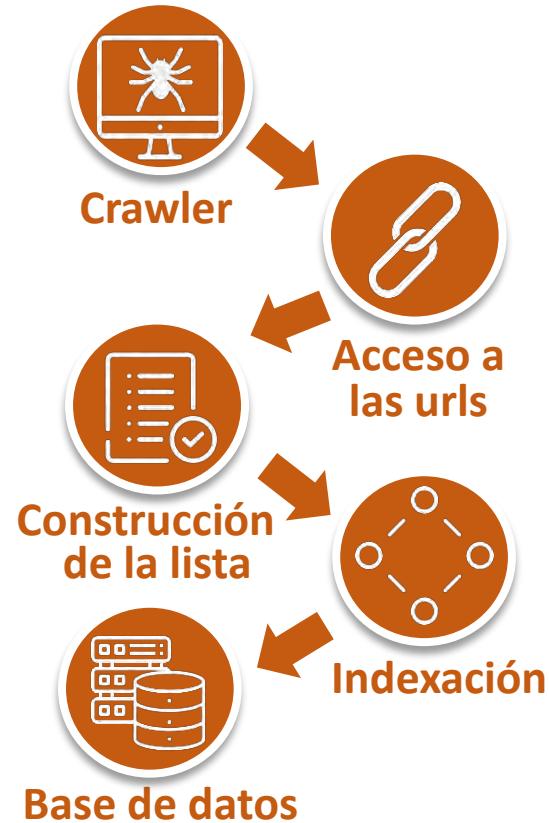 Crawler
Acceso a
las urls
Construcción
de la lista
Indexación
Base de datos